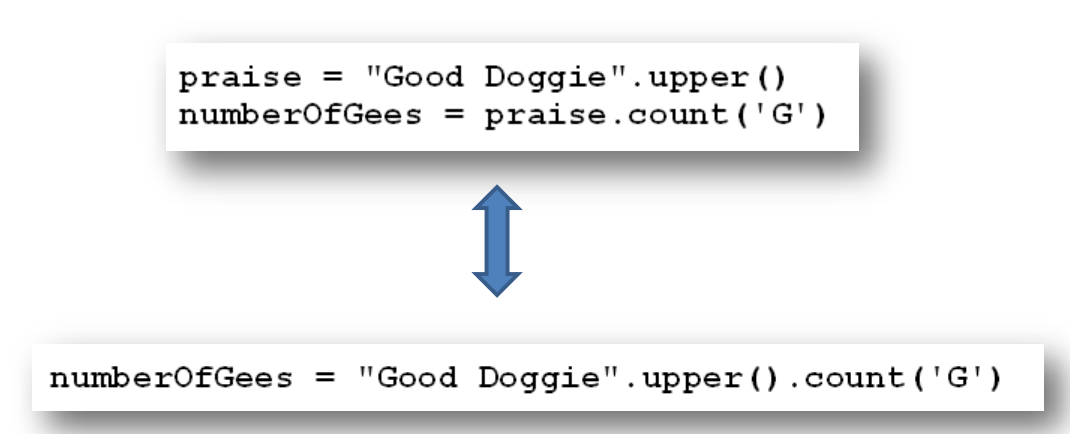 praise = "Good Doggie".upper()
numberOfGees = praise.count('G')
numberOfGees = "Good Doggie".upper().count('G')